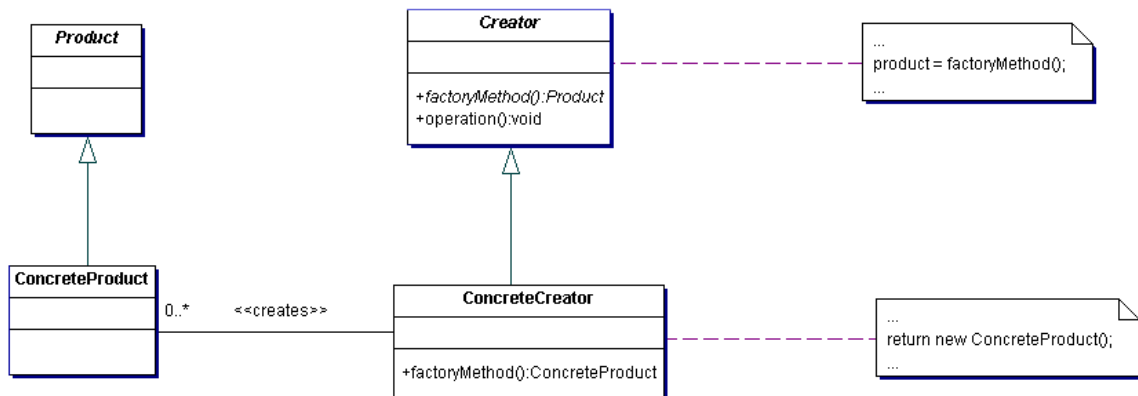 Product
Creator
+factoryMethod():Product
+operation():void
...
product = factoryMethod();
...
ConcreteProduct
0..*
<<creates>>
ConcreteCreator
+factoryMethod():ConcreteProduct
...
return new ConcreteProduct();
...